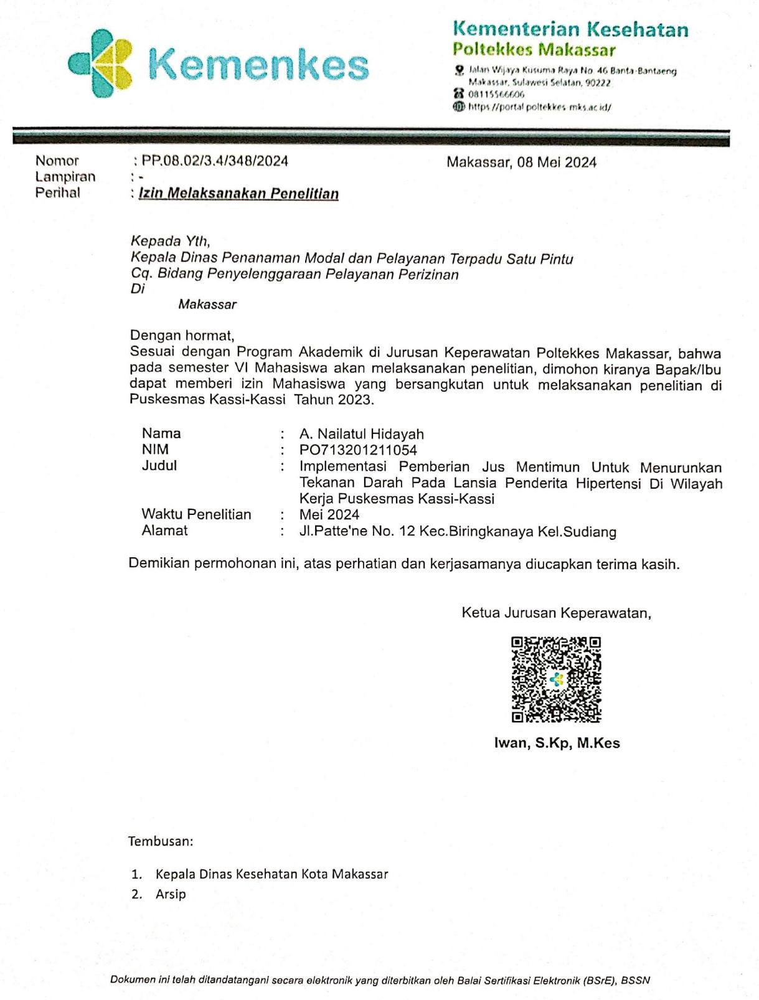 Kemenkes
Kementerian Kesehatan
Poltekkes Makassar
Jalan Wijaya Kusuma Raya No. 46 Banta-Bantaeng
Makassar, Sulawesi Selatan, 90222
08115566606
https://portal.poltekkes-mks.ac.id/
Nomor : PP.08.02/3.4/348/2024 Makassar, 08 Mei 2024
Lampiran : -
Perihal : Izin Melaksanakan Penelitian
Kepada Yth,
Kepala Dinas Penanaman Modal dan Pelayanan Terpadu Satu Pintu
Cq. Bidang Penyelenggaraan Pelayanan Perizinan
Di
Makassar
Dengan hormat,
Sesuai dengan Program Akademik di Jurusan Keperawatan Poltekkes Makassar, bahwa
pada semester VI Mahasiswa akan melaksanakan penelitian, dimohon kiranya Bapak/Ibu
dapat memberi izin Mahasiswa yang bersangkutan untuk melaksanakan penelitian di
Puskesmas Kassi-Kassi Tahun 2023.
Nama : A. Nailatul Hidayah
NIM : PO713201211054
Judul : Implementasi Pemberian Jus Mentimun Untuk Menurunkan
Tekanan Darah Pada Lansia Penderita Hipertensi Di Wilayah
Kerja Puskesmas Kassi-Kassi
Waktu Penelitian : Mei 2024
Alamat : Jl.Patte'ne No. 12 Kec.Biringkanaya Kel.Sudiang
Demikian permohonan ini, atas perhatian dan kerjasamanya diucapkan terima kasih.
Ketua Jurusan Keperawatan,
Iwan, S.Kp, M.Kes
Tembusan:
1. Kepala Dinas Kesehatan Kota Makassar
2. Arsip
Dokumen ini telah ditandatangani secara elektronik yang diterbitkan oleh Balai Sertifikasi Elektronik (BSrE), BSSN